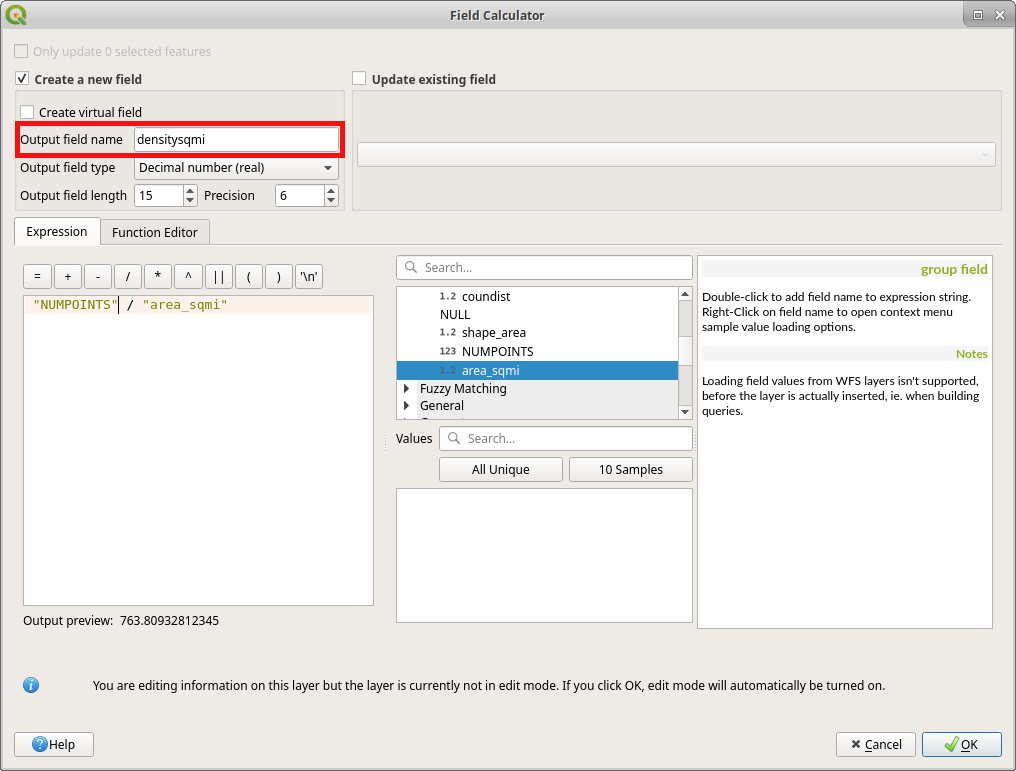 Field Calculator
Only update 0 selected features
Create a new field
Update existing field
Create virtual field
Output field name densitysqmi
Output field type Decimal number (real)
Output field length 15 Precision 6
Expression Function Editor
= + - / * ^ || ( ) '\n'
"NUMPOINTS" / "area_sqmi"
Output preview: 763.80932812345
Search...
1.2 coundist
NULL
1.2 shape_area
123 NUMPOINTS
1.2 area_sqmi
Fuzzy Matching
General
Values Search...
All Unique 10 Samples
group field
Double-click to add field name to expression string.
Right-Click on field name to open context menu
sample value loading options.
Notes
Loading field values from WFS layers isn't supported,
before the layer is actually inserted, ie. when building
queries.
i You are editing information on this layer but the layer is currently not in edit mode. If you click OK, edit mode will automatically be turned on.
? Help Cancel OK